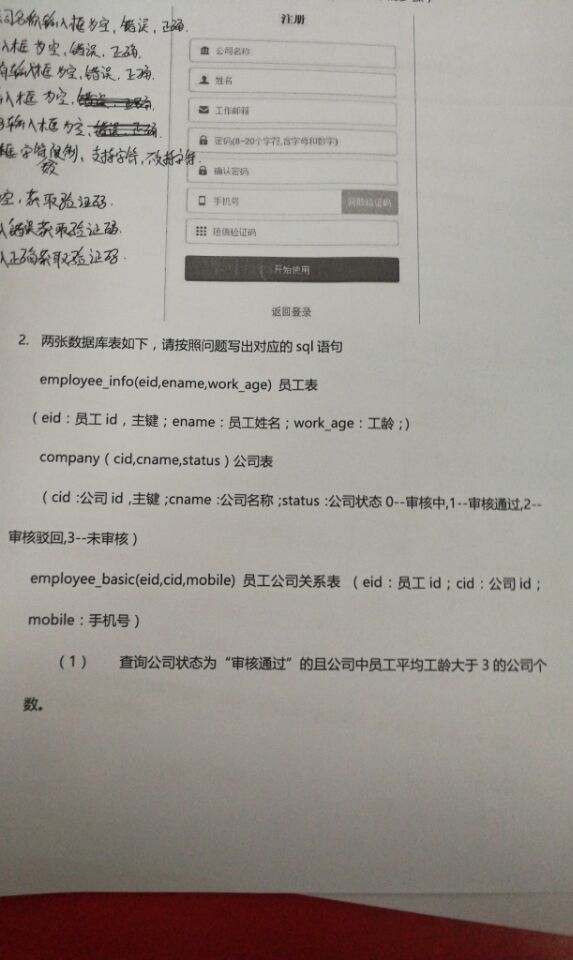 注册
司名称输入框为空,错误,正确.
公司名称
入框为空,错误,正确.
姓名
输入框为空,错误,正确.
工作邮箱
入框为空,
输入框为空,
密码(8-20个字符,含字母和数字)
框字符数限制,支持字符,不支持字符.
确认密码
空,获取验证码.
手机号
获取验证码
错误获取验证码.
短信验证码
正确获取验证码.
开始使用
返回登录
2. 两张数据库表如下,请按照问题写出对应的 sql 语句
employee_info(eid,ename,work_age) 员工表
(eid:员工 id,主键;ename:员工姓名;work_age:工龄;)
company(cid,cname,status)公司表
(cid :公司 id ,主键 ;cname :公司名称 ;status :公司状态 0--审核中,1--审核通过,2--
审核驳回,3--未审核)
employee_basic(eid,cid,mobile) 员工公司关系表 (eid:员工 id;cid:公司 id;
mobile:手机号)
(1) 查询公司状态为“审核通过”的且公司中员工平均工龄大于 3 的公司个
数。